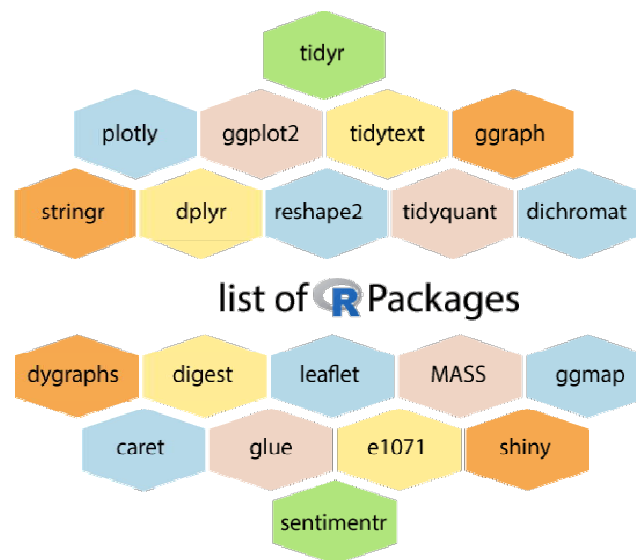 tidyr
plotly ggplot2 tidytext ggraph
stringr dplyr reshape2 tidyquant dichromat
list of R Packages
dygraphs digest leaflet MASS ggmap
caret glue e1071 shiny
sentimentr